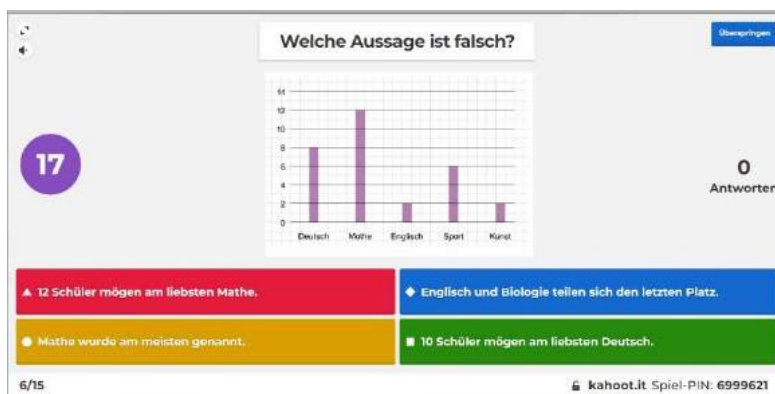 Welche Aussage ist falsch?
Überspringen
17
14
12
10
8
6
4
2
0
Deutsch Mathe Englisch Sport Kunst
0
Antworten
12 Schüler mögen am liebsten Mathe.
Englisch und Biologie teilen sich den letzten Platz.
Mathe wurde am meisten genannt.
10 Schüler mögen am liebsten Deutsch.
6/15
kahoot.it Spiel-PIN: 6999621